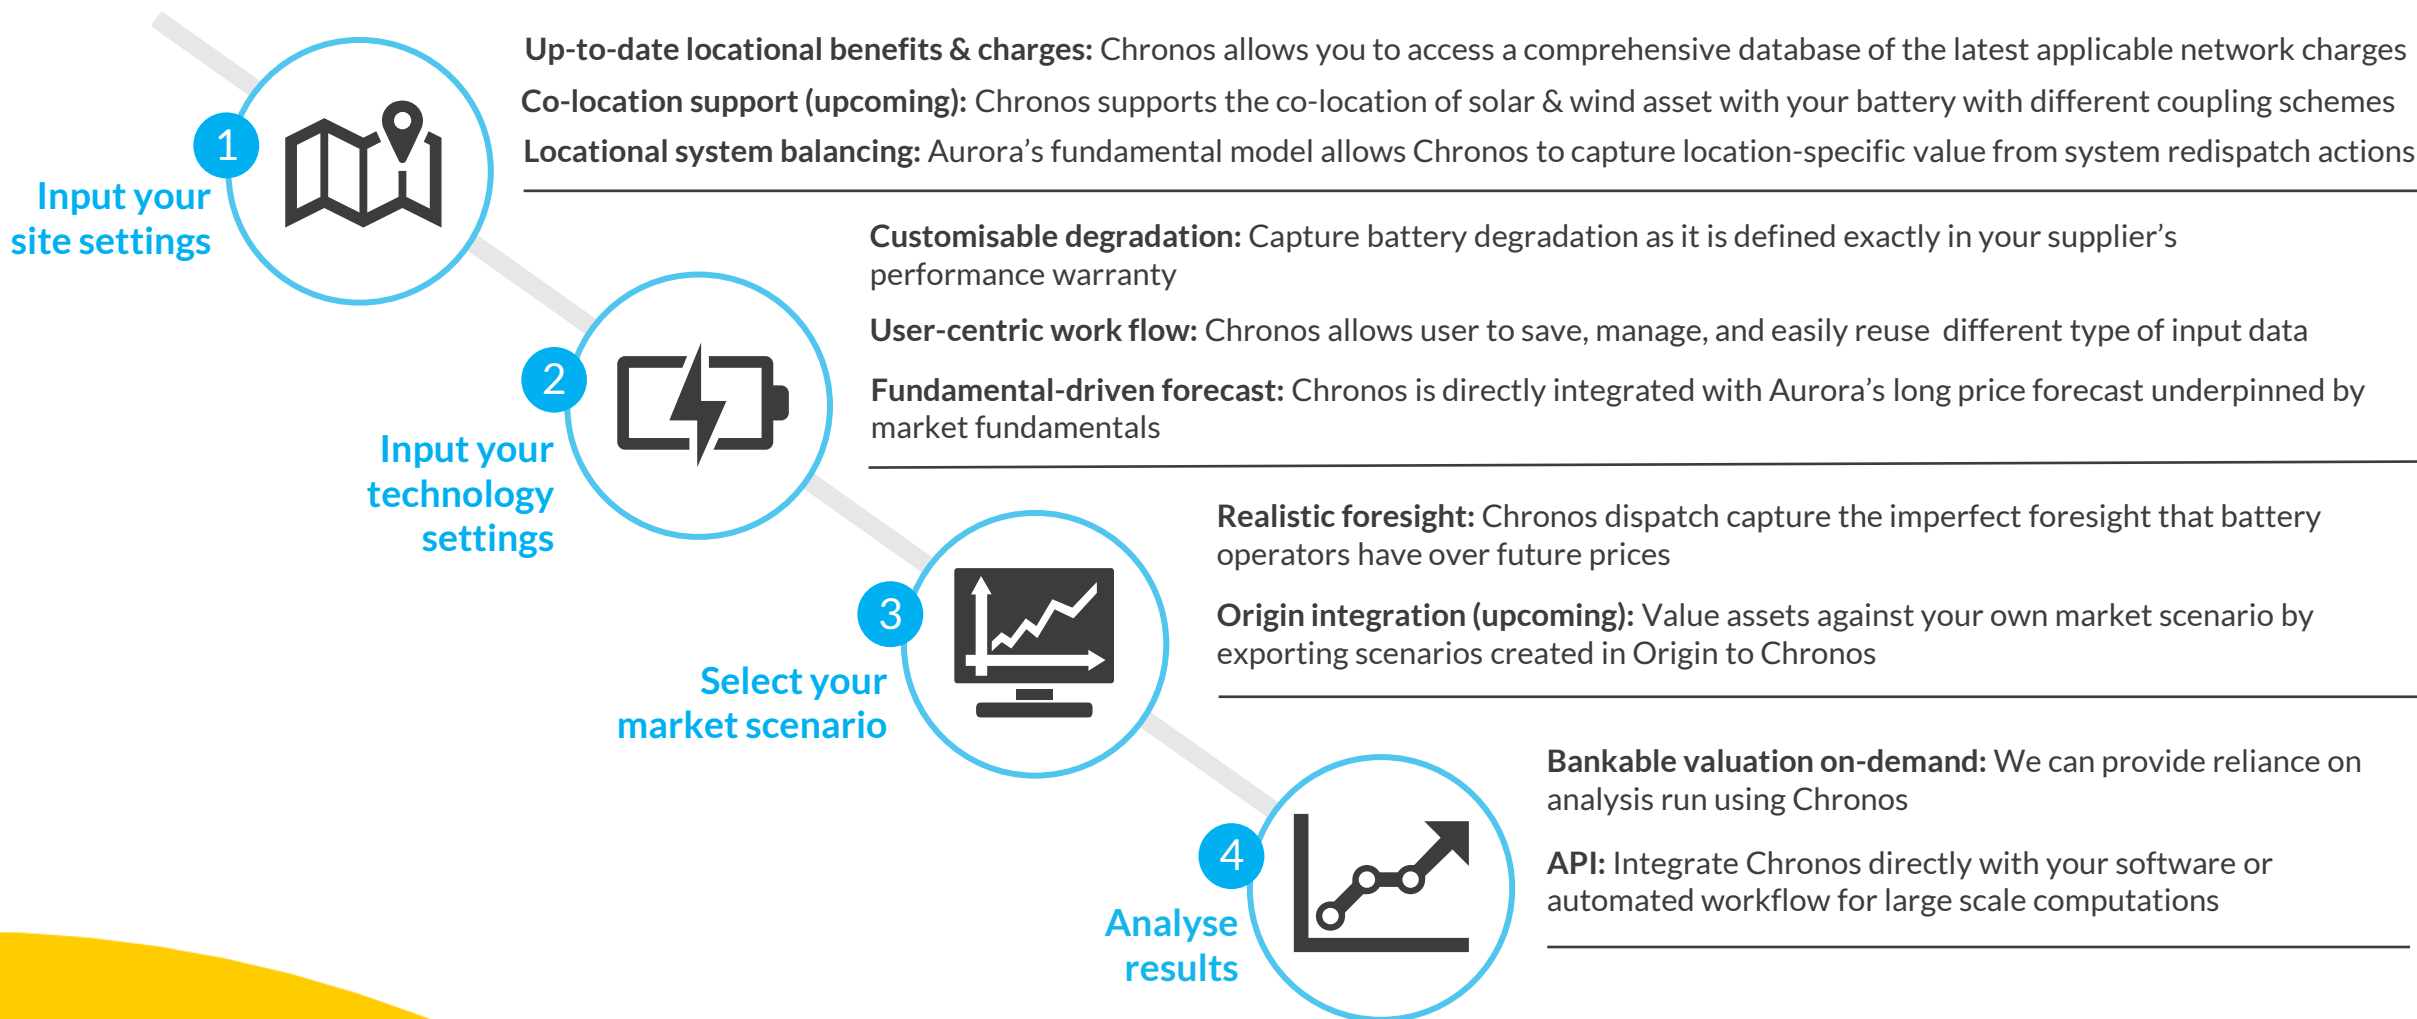 Up-to-date locational benefits & charges: Chronos allows you to access a comprehensive database of the latest applicable network charges
Co-location support (upcoming): Chronos supports the co-location of solar & wind asset with your battery with different coupling schemes
Locational system balancing: Aurora's fundamental model allows Chronos to capture location-specific value from system redispatch actions
1
Input your
site settings
Customisable degradation: Capture battery degradation as it is defined exactly in your supplier's
performance warranty
User-centric work flow: Chronos allows user to save, manage, and easily reuse  different type of input data
Fundamental-driven forecast: Chronos is directly integrated with Aurora's long price forecast underpinned by
market fundamentals
2
Input your
technology
settings
Realistic foresight: Chronos dispatch capture the imperfect foresight that battery
operators have over future prices
Origin integration (upcoming): Value assets against your own market scenario by
exporting scenarios created in Origin to Chronos
3
Select your
market scenario
Bankable valuation on-demand: We can provide reliance on
analysis run using Chronos
API: Integrate Chronos directly with your software or
automated workflow for large scale computations
4
Analyse
results